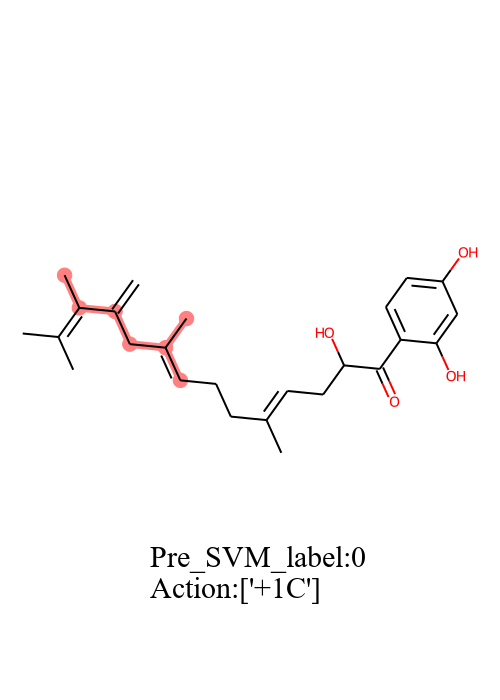 OH
HO
OH
O
Pre_SVM_label:0
Action:['+1C']